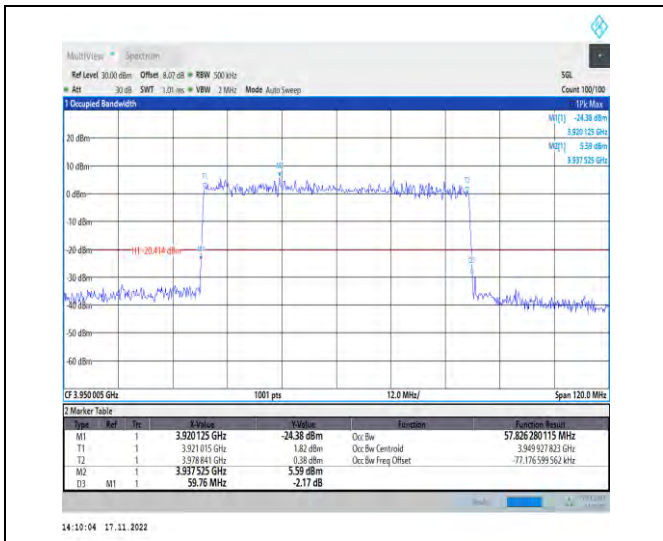 MultiView Spectrum
Ref Level 30.00 dBm Offset 8.07 dB RBW 500 kHz SGL
Att 30 dB SWT 1.01 ms VBW 2 MHz Mode Auto Sweep Count 100/100
1 Occupied Bandwidth 1Pk Max
M1[1] -24.38 dBm
3.920 125 GHz
M2[1] 5.59 dBm
3.937 525 GHz
20 dBm
10 dBm
0 dBm
-10 dBm
-20 dBm H1 -20.414 dBm
-30 dBm
-40 dBm
-50 dBm
-60 dBm
CF 3.950 005 GHz 1001 pts 12.0 MHz/ Span 120.0 MHz
2 Marker Table
Type Ref Trc X-Value Y-Value Function Function Result
M1 1 3.920125 GHz -24.38 dBm Occ Bw 57.826 280 115 MHz
T1 1 3.921 015 GHz 1.82 dBm Occ Bw Centroid 3.949 927 823 GHz
T2 1 3.978 841 GHz 0.38 dBm Occ Bw Freq Offset -77.176 599 562 kHz
M2 1 3.937 525 GHz 5.59 dBm
D3 M1 1 59.76 MHz -2.17 dB
14:10:04 17.11.2022